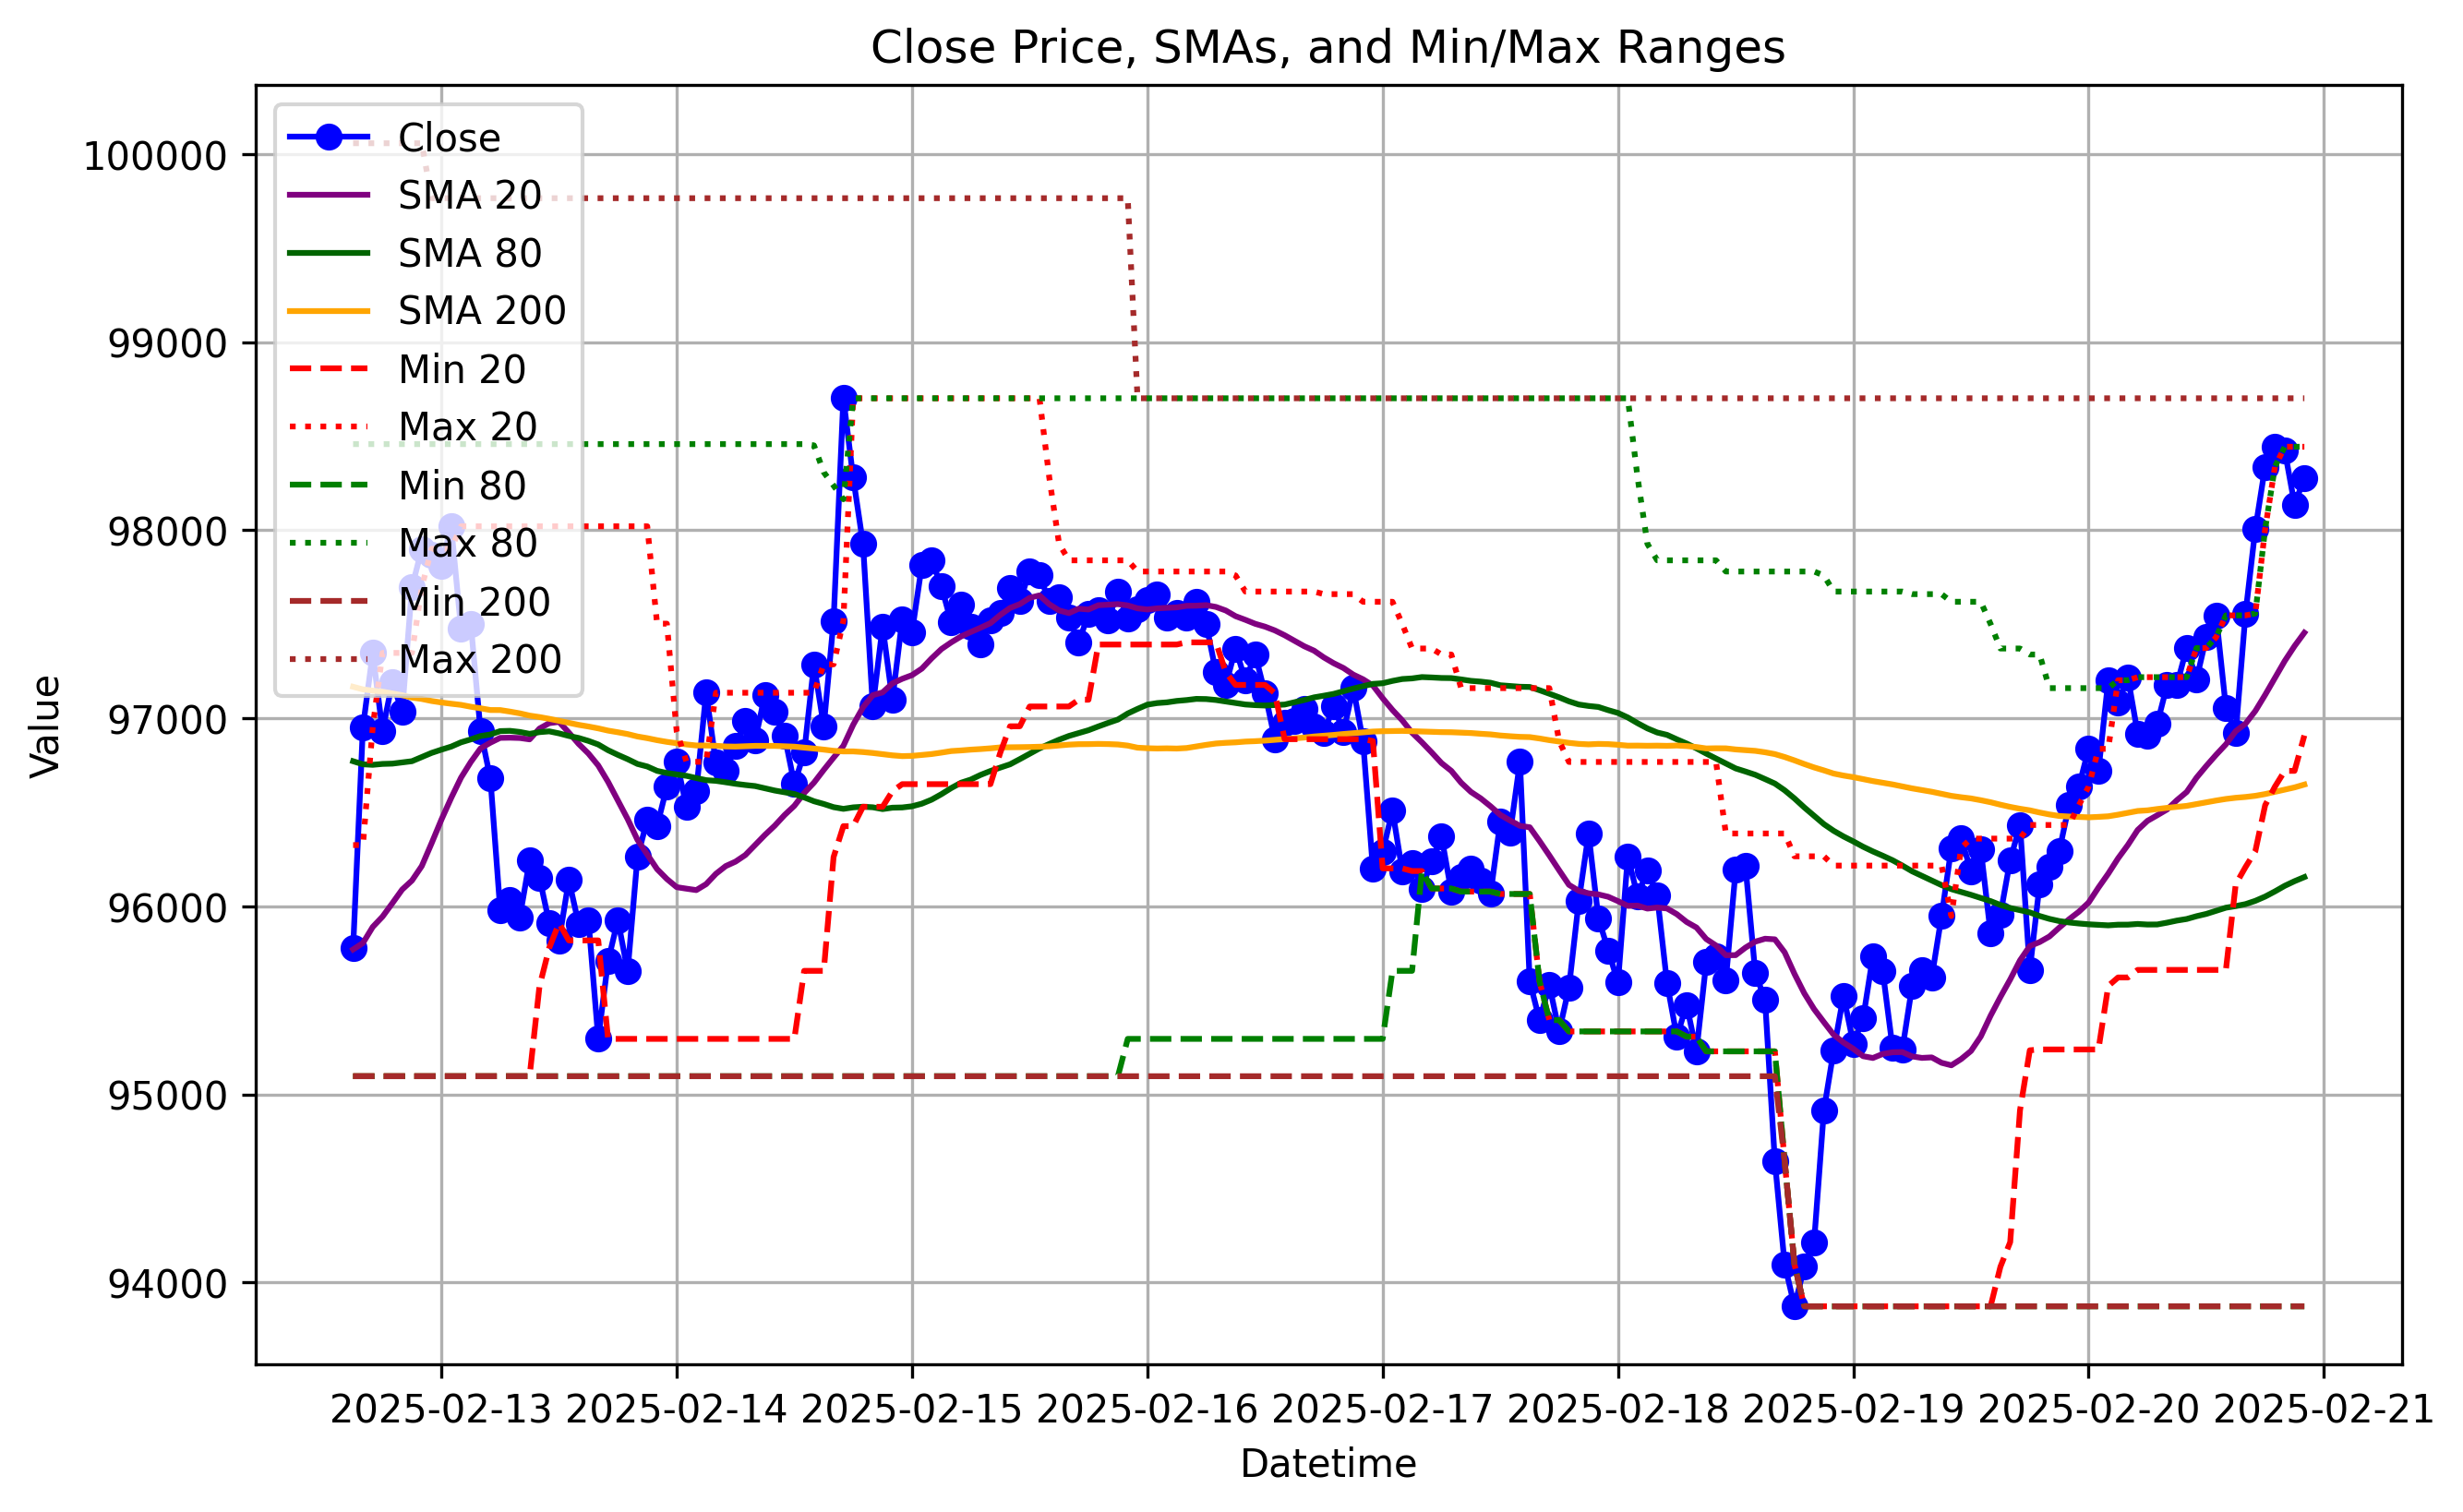 Close Price, SMAs, and Min/Max Ranges
Close
SMA 20
SMA 80
SMA 200
Min 20
Max 20
Min 80
Max 80
Min 200
Max 200
100000
99000
98000
97000
96000
95000
94000
Value
2025-02-13 2025-02-14 2025-02-15 2025-02-16 2025-02-17 2025-02-18 2025-02-19 2025-02-20 2025-02-21
Datetime